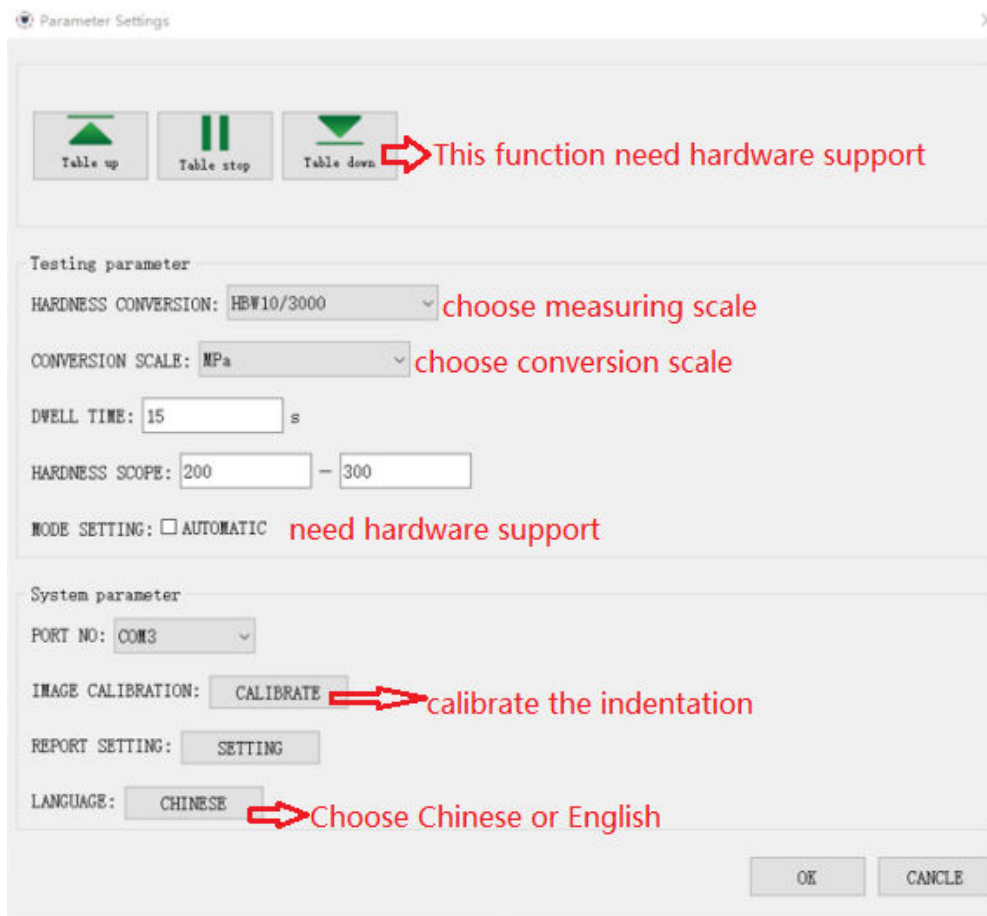 Parameter Settings
Table up
Table stop
Table down
This function need hardware support
Testing parameter
HARDNESS CONVERSION: HBW10/3000 choose measuring scale
CONVERSION SCALE: MPa choose conversion scale
DWELL TIME: 15 s
HARDNESS SCOPE: 200 - 300
MODE SETTING: AUTOMATIC need hardware support
System parameter
PORT NO: COM3
IMAGE CALIBRATION: CALIBRATE calibrate the indentation
REPORT SETTING: SETTING
LANGUAGE: CHINESE Choose Chinese or English
OK CANCLE